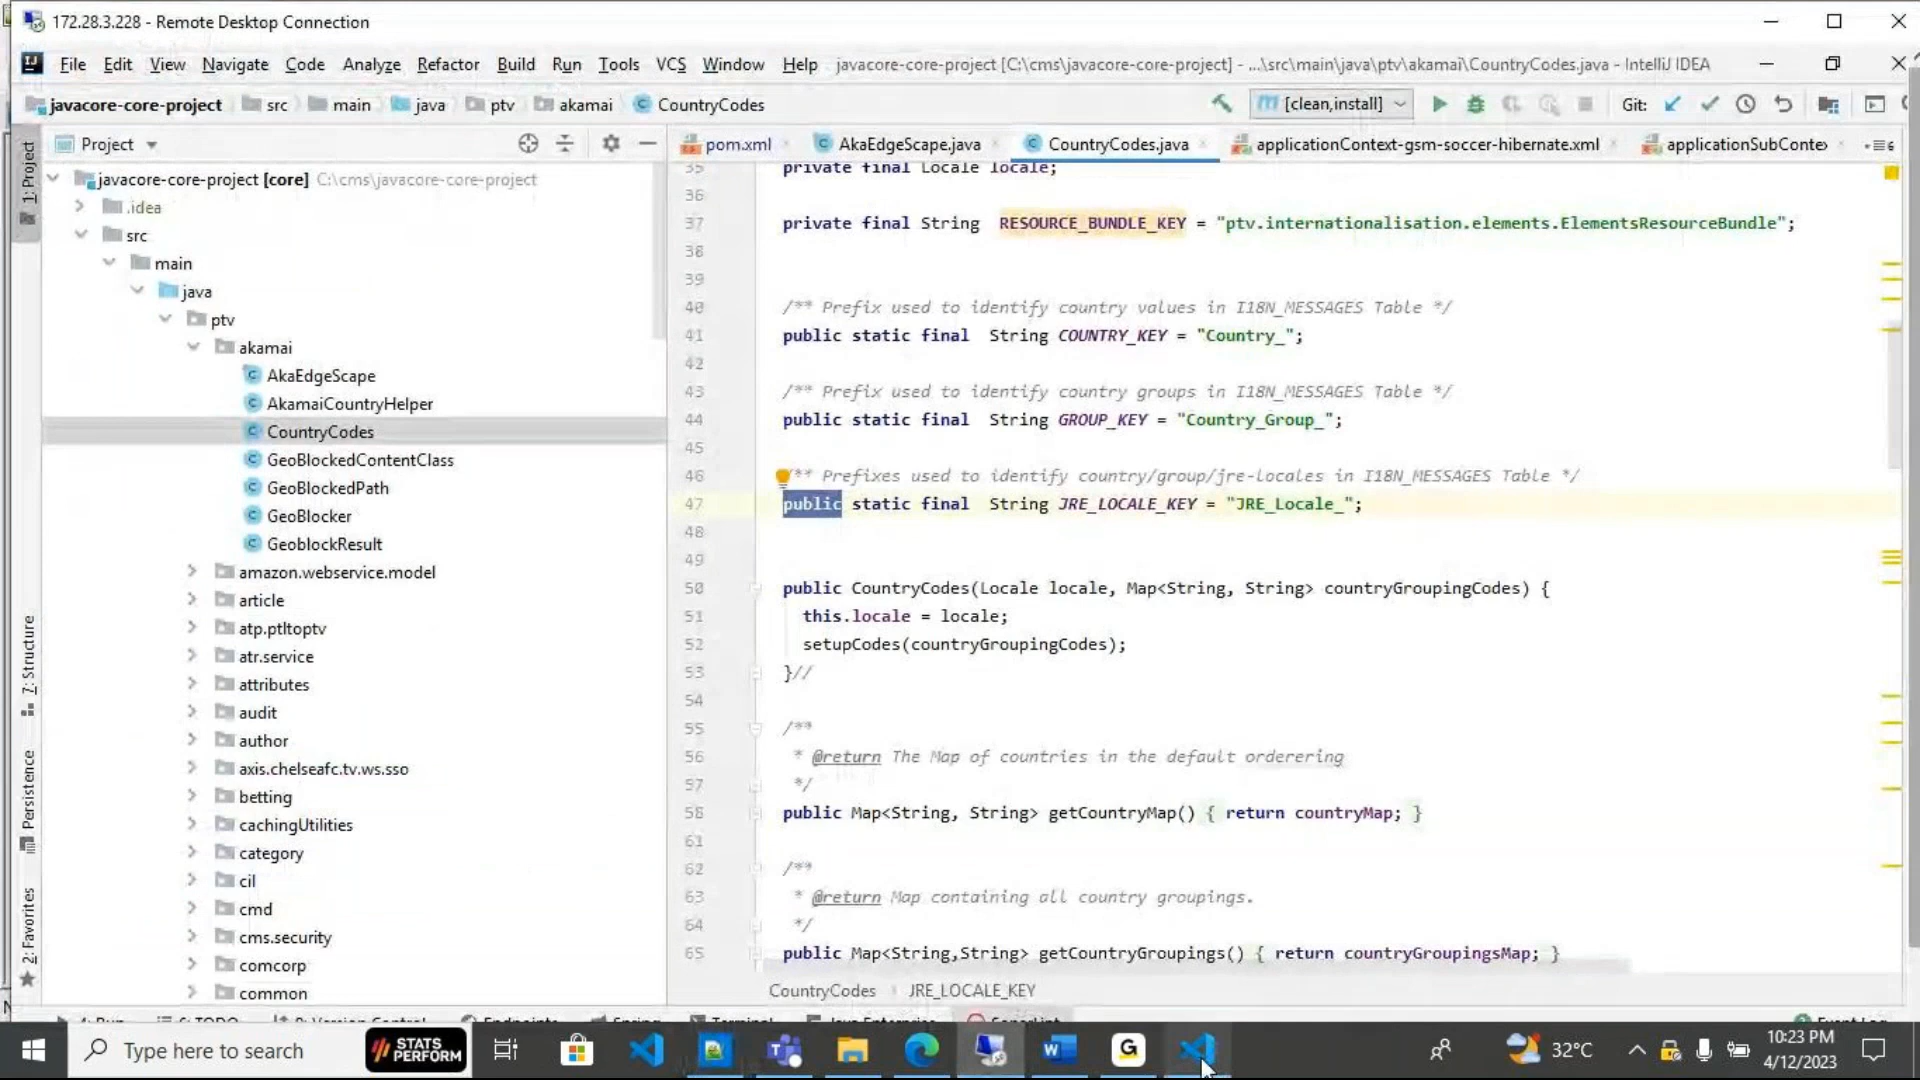 172.28.3.228 - Remote Desktop Connection
File Edit View Navigate Code Analyze Refactor Build Run Tools VCS Window Help javacore-core-project [C:\cms\javacore-core-project] - ...\src\main\java\ptv\akamai\CountryCodes.java - IntelliJ IDEA
javacore-core-project src main java ptv akamai CountryCodes [clean,install] Git:
Project
pom.xml AkaEdgeScape.java CountryCodes.java applicationContext-gsm-soccer-hibernate.xml applicationSubConte
1: Project
7: Structure
Persistence
2: Favorites
javacore-core-project [core] C:\cms\javacore-core-project
.idea
src
main
java
ptv
akamai
AkaEdgeScape
AkamaiCountryHelper
CountryCodes
GeoBlockedContentClass
GeoBlockedPath
GeoBlocker
GeoblockResult
amazon.webservice.model
article
atp.ptltoptv
atr.service
attributes
audit
author
axis.chelseafc.tv.ws.sso
betting
cachingUtilities
category
cil
cmd
cms.security
comcorp
common
35 private final Locale locale;
36
37 private final String RESOURCE_BUNDLE_KEY = "ptv.internationalisation.elements.ElementsResourceBundle";
38
39
40 /** Prefix used to identify country values in I18N_MESSAGES Table */
41 public static final String COUNTRY_KEY = "Country_";
42
43 /** Prefix used to identify country groups in I18N_MESSAGES Table */
44 public static final String GROUP_KEY = "Country_Group_";
45
46 /** Prefixes used to identify country/group/jre-locales in I18N_MESSAGES Table */
47 public static final String JRE_LOCALE_KEY = "JRE_Locale_";
48
49
50 public CountryCodes(Locale locale, Map<String, String> countryGroupingCodes) {
51 this.locale = locale;
52 setupCodes(countryGroupingCodes);
53 }//
54
55 /**
56 * @return The Map of countries in the default orderering
57 */
58 public Map<String, String> getCountryMap() { return countryMap; }
61
62 /**
63 * @return Map containing all country groupings.
64 */
65 public Map<String,String> getCountryGroupings() { return countryGroupingsMap; }
CountryCodes JRE_LOCALE_KEY
Type here to search
STATS PERFORM
32°C
10:23 PM
4/12/2023